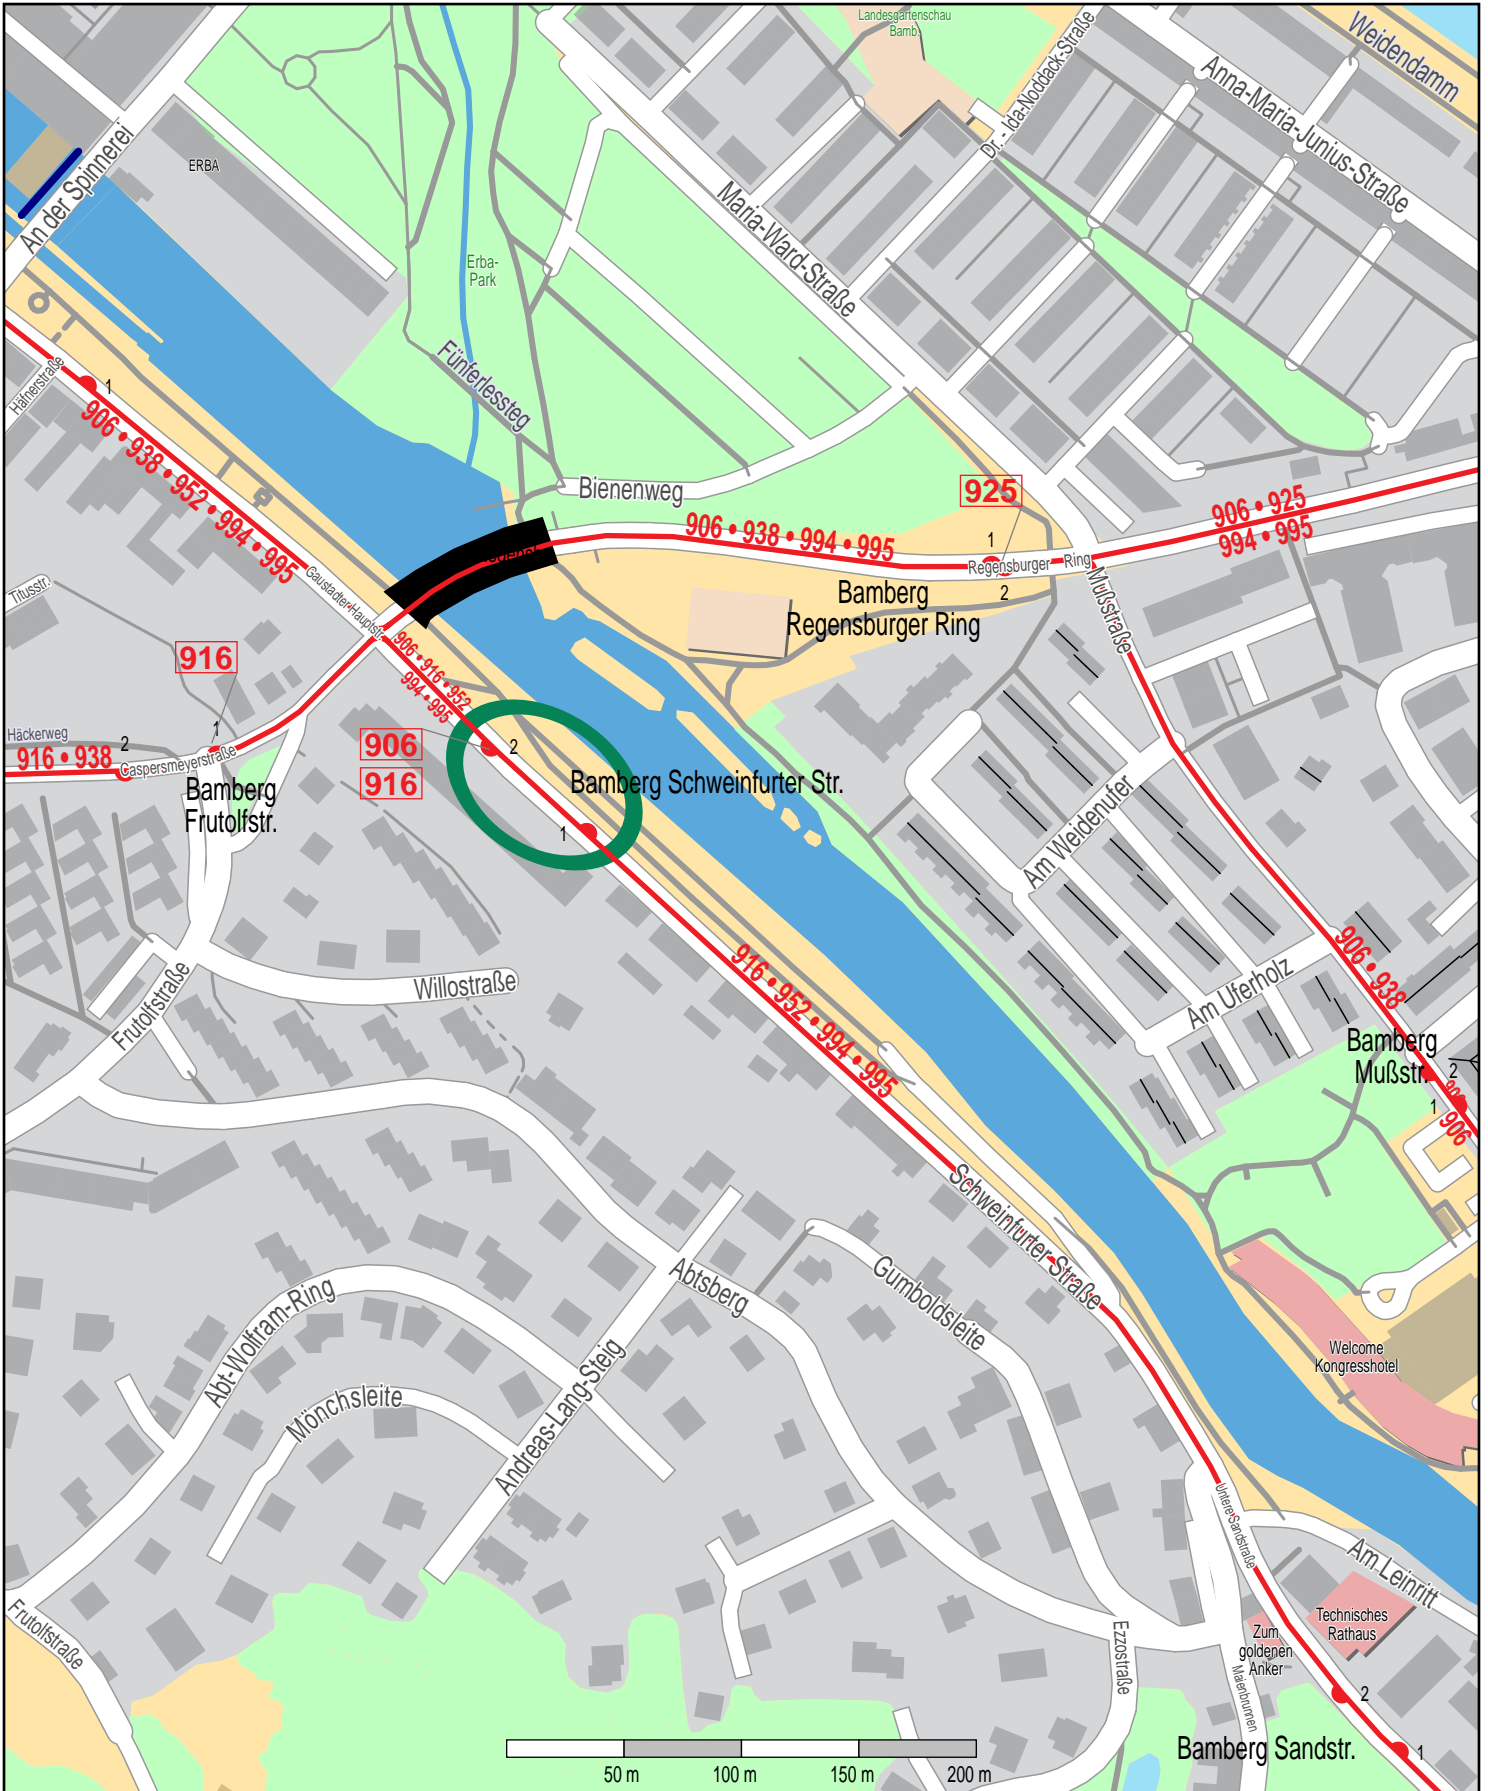 Landesgartenschau
Bamb.
Weidendamm
Anna-Maria-Junius-Straße
Dr.- Ida-Noddack-Straße
An der Spinnerei
ERBA
Maria-Ward-Straße
Erba-
Park
Fünferlessteg
Häfnerstraße
1
906 • 938 • 952 • 994 • 995
Bienenweg
925
906 • 938 • 994 • 995
906 • 925
994 • 995
1
Regensburger Ring
2
Bamberg
Regensburger Ring
Mußstraße
Titusstr.
Gaustadter Hauptstr.
916
906 • 916 • 952
994 • 995
Häckerweg
916 • 938
2
1
Caspersmeyerstraße
Bamberg
Frutolfstr.
906
916
2
Bamberg Schweinfurter Str.
1
Am Weidenufer
916 • 952 • 994 • 995
906 • 938
Willostraße
Frutolfstraße
Am Uferholz
Bamberg
Mußstr.
2
1
906
Schweinfurter Straße
Abtsberg
Gumboldsleite
Abt-Wolfram-Ring
Mönchsleite
Andreas-Lang-Steig
Welcome
Kongresshotel
Untere Sandstraße
Am Leinritt
Frutolfstraße
Ezzostraße
Zum
goldenen
Anker
Technisches
Rathaus
Maienbrunnen
2
Bamberg Sandstr.
1
50 m
100 m
150 m
200 m